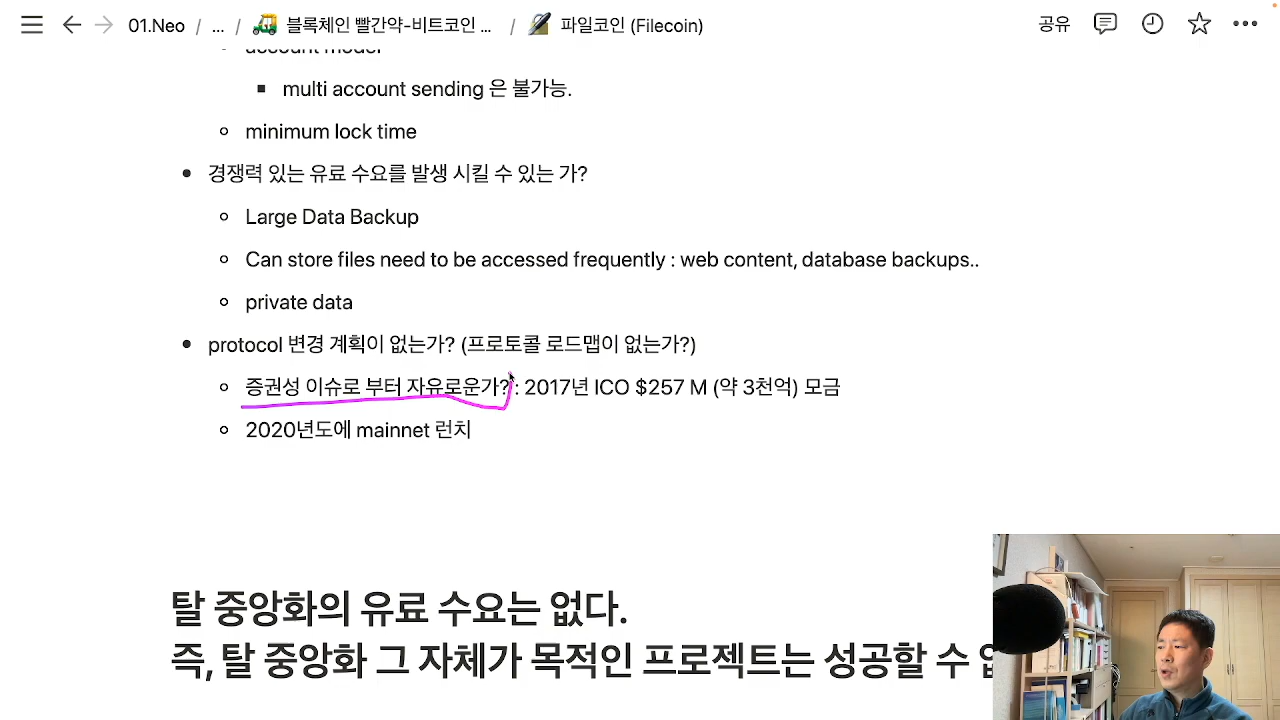 01.Neo / ... / 블록체인 빨간약-비트코인 ... / 파일코인 (Filecoin) 공유
account model
multi account sending 은 불가능.
minimum lock time
경쟁력 있는 유료 수요를 발생 시킬 수 있는 가?
Large Data Backup
Can store files need to be accessed frequently : web content, database backups..
private data
protocol 변경 계획이 없는가? (프로토콜 로드맵이 없는가?)
증권성 이슈로 부터 자유로운가? : 2017년 ICO $257 M (약 3천억) 모금
2020년도에 mainnet 런치
탈 중앙화의 유료 수요는 없다.
즉, 탈 중앙화 그 자체가 목적인 프로젝트는 성공할 수